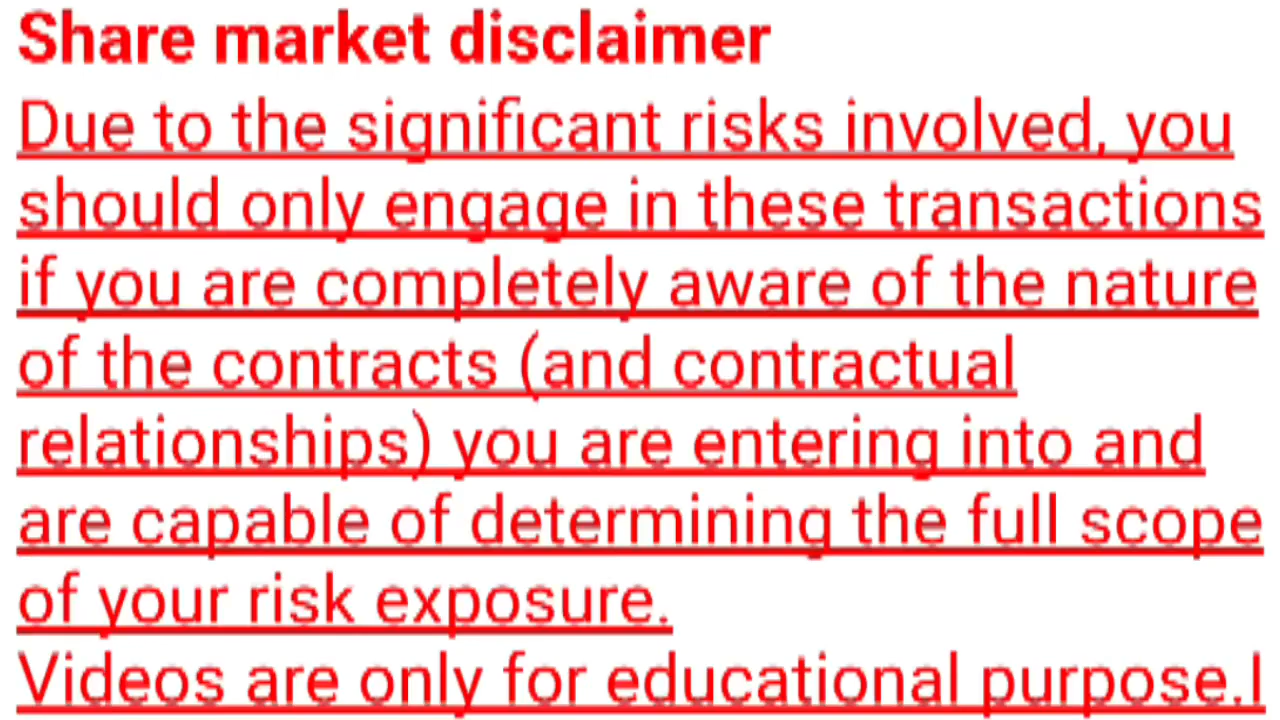 Share market disclaimer
Due to the significant risks involved, you
should only engage in these transactions
if you are completely aware of the nature
of the contracts (and contractual
relationships) you are entering into and
are capable of determining the full scope
of your risk exposure.
Videos are only for educational purpose.I